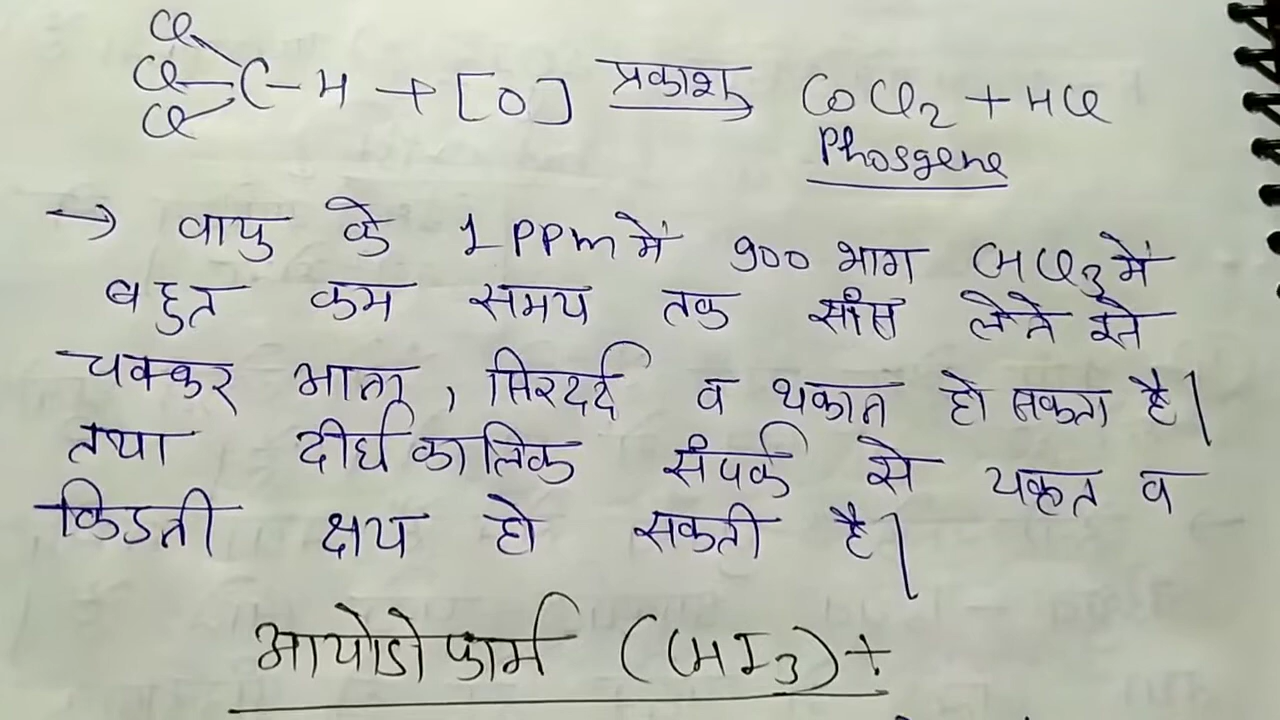 Cl
Cl C-H + [O] प्रकाश CoCl2 + HCl
Cl
Phosgene
→ वायु के 1 PPm में 900 भाग CHCl3 में
बहुत कम समय तक सांस लेने से
चक्कर आना, सिरदर्द व थकान हो सकता है।
तथा दीर्घकालिक संपर्क से यकृत व
किडनी क्षय हो सकती है।
आयोडोफार्म (CHI3)÷